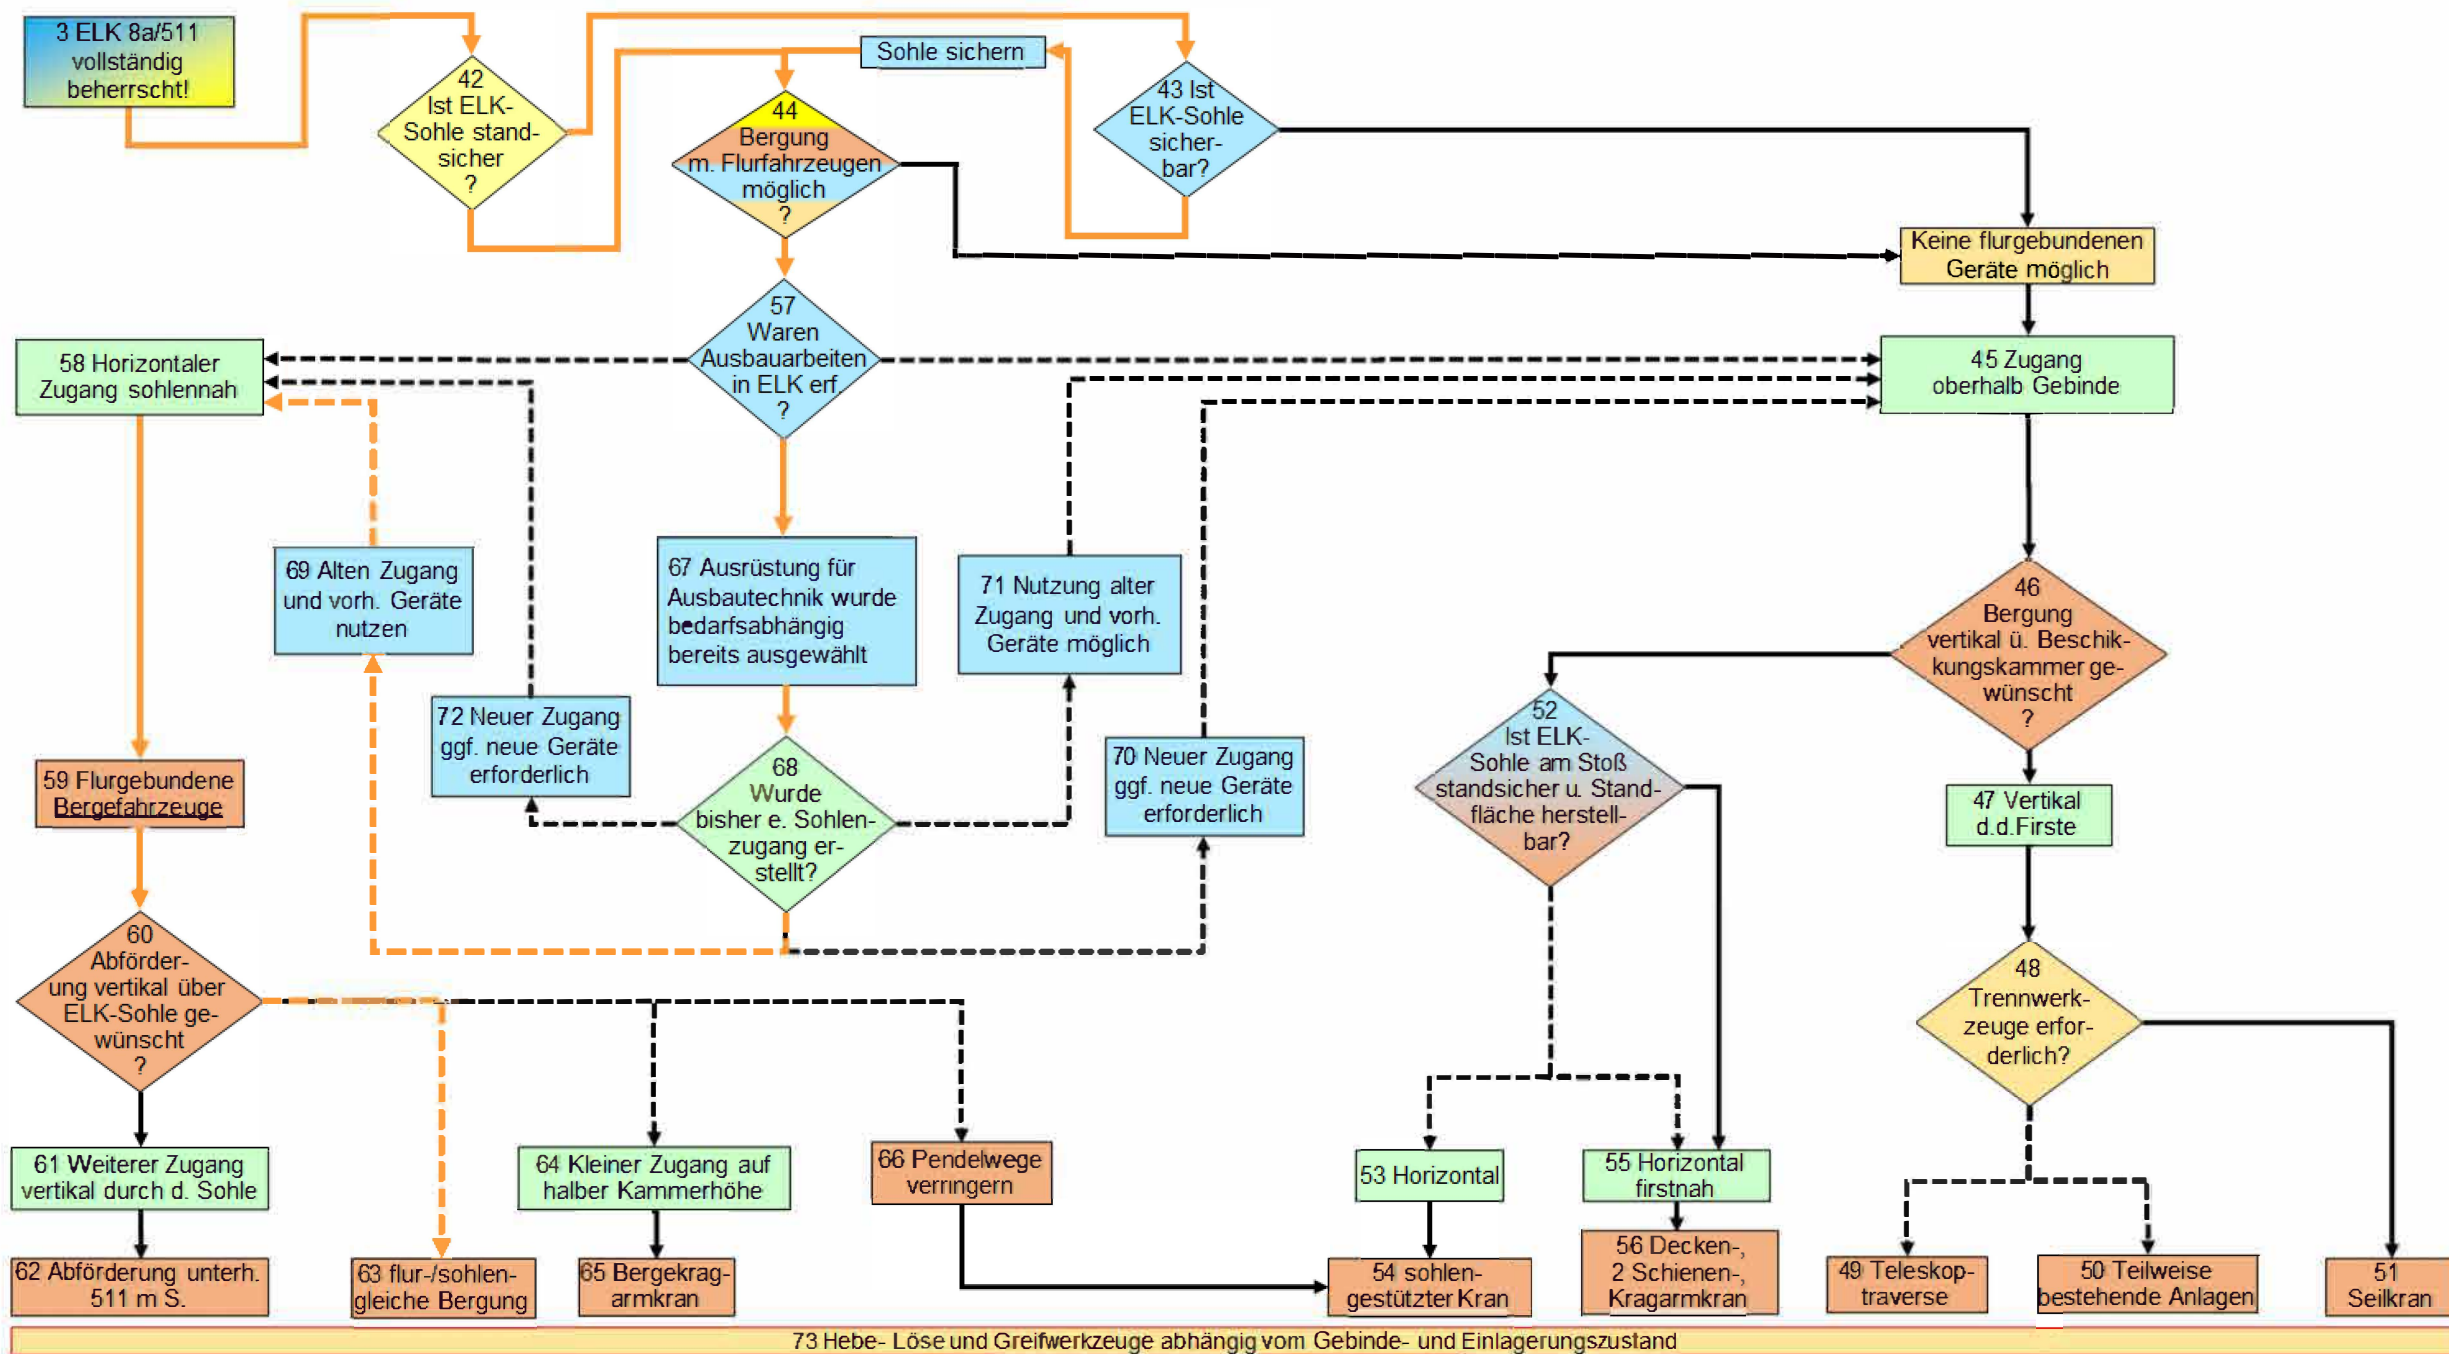 3 ELK 8a/511
vollständig
beherrscht!
42
Ist ELK-
Sohle stand-
sicher
?
Sohle sichern
44
Bergung
m. Flurfahrzeugen
möglich
?
43 Ist
ELK-Sohle
sicher-
bar?
Keine flurgebundenen
Geräte möglich
57
Waren
Ausbauarbeiten
in ELK erf.
?
58 Horizontaler
Zugang sohlennah
45 Zugang
oberhalb Gebinde
69 Alten Zugang
und vorh. Geräte
nutzen
67 Ausrüstung für
Ausbautechnik wurde
bedarfsabhängig
bereits ausgewählt
71 Nutzung alter
Zugang und vorh.
Geräte möglich
46
Bergung
vertikal ü. Beschik-
kungskammer ge-
wünscht
?
72 Neuer Zugang
ggf. neue Geräte
erforderlich
70 Neuer Zugang
ggf. neue Geräte
erforderlich
52
Ist ELK-
Sohle am Stoß
standsicher u. Stand-
fläche herstell-
bar?
59 Flurgebundene
Bergefahrzeuge
68
Wurde
bisher e. Sohlen-
zugang er-
stellt?
47 Vertikal
d.d.Firste
60
Abförder-
ung vertikal über
ELK-Sohle ge-
wünscht
?
48
Trennwerk-
zeuge erfor-
derlich?
61 Weiterer Zugang
vertikal durch d. Sohle
64 Kleiner Zugang auf
halber Kammerhöhe
66 Pendelwege
verringern
53 Horizontal
55 Horizontal
firstnah
62 Abförderung unterh.
511 m S.
63 flur-/sohlen-
gleiche Bergung
65 Bergekrag-
armkran
54 sohlen-
gestützter Kran
56 Decken-,
2 Schienen-,
Kragarmkran
49 Teleskop-
traverse
50 Teilweise
bestehende Anlagen
51
Seilkran
73 Hebe- Löse und Greifwerkzeuge abhängig vom Gebinde- und Einlagerungszustand